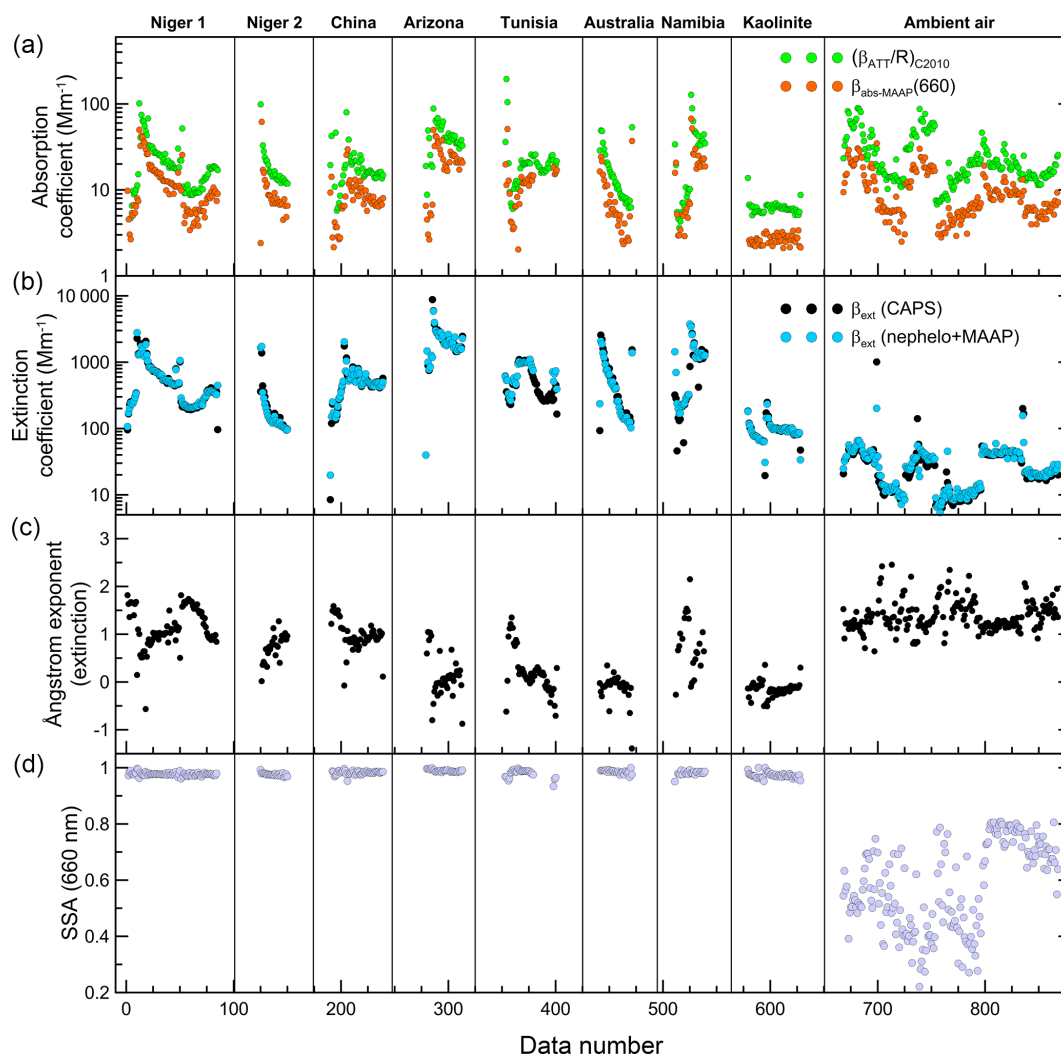 Niger 1 Niger 2 China Arizona Tunisia Australia Namibia Kaolinite Ambient air
(a)
Absorption
coefficient (Mm⁻¹)
100
10
1
(β_ATT/R)_C2010
β_abs-MAAP(660)
(b)
Extinction
coefficient (Mm⁻¹)
10 000
1000
100
10
β_ext (CAPS)
β_ext (nephelo+MAAP)
(c)
Ångstrom exponent
(extinction)
3
2
1
0
-1
(d)
SSA (660 nm)
1
0.8
0.6
0.4
0.2
0 100 200 300 400 500 600 700 800
Data number